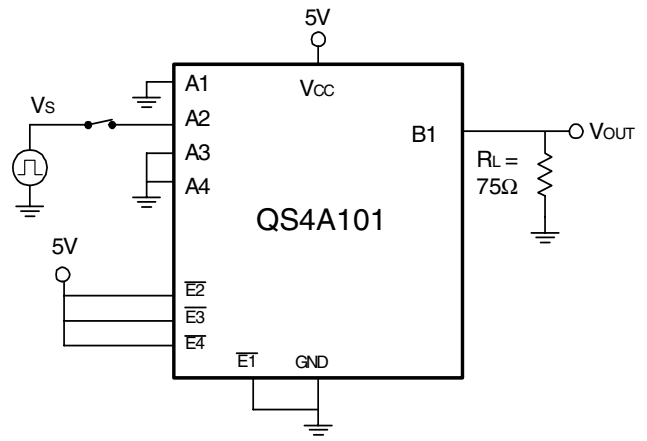 5V
VCC
A1
VS
A2
B1
VOUT
A3
RL =
75Ω
A4
QS4A101
5V
E2
E3
E4
E1 GND